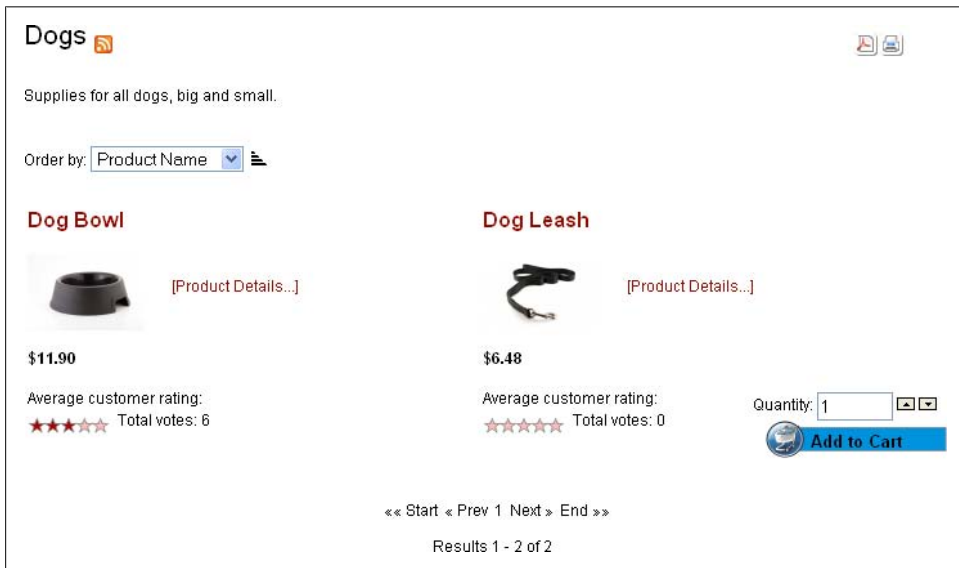 Dogs
Supplies for all dogs, big and small.
Order by: Product Name
Dog Bowl
[Product Details...]
$11.90
Average customer rating:
Total votes: 6
Dog Leash
[Product Details...]
$6.48
Average customer rating:
Total votes: 0
Quantity: 1
Add to Cart
«« Start « Prev 1 Next » End »»
Results 1 - 2 of 2